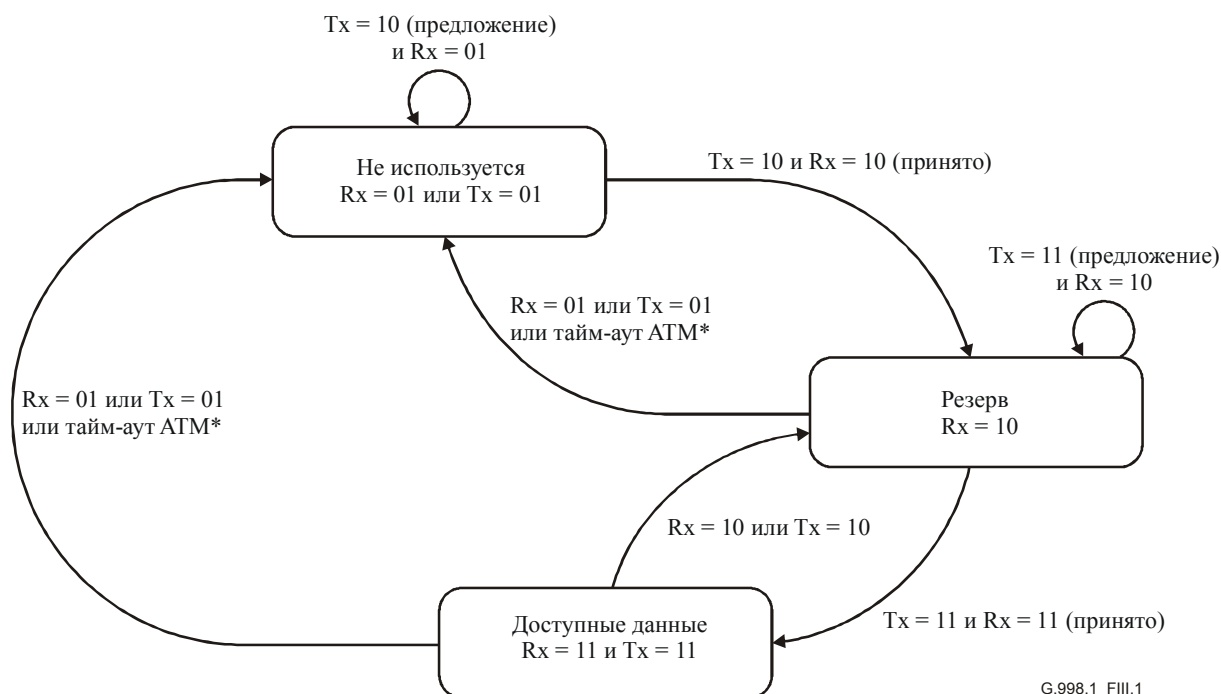 Tx = 10 (предложение)
и Rx = 01
Не используется
Rx = 01 или Tx = 01
Tx = 10 и Rx = 10 (принято)
Tx = 11 (предложение)
и Rx = 10
Rx = 01 или Tx = 01
или тайм-аут ATM*
Rx = 01 или Tx = 01
или тайм-аут ATM*
Резерв
Rx = 10
Rx = 10 или Tx = 10
Доступные данные
Rx = 11 и Tx = 11
Tx = 11 и Rx = 11 (принято)
G.998.1_FIII.1